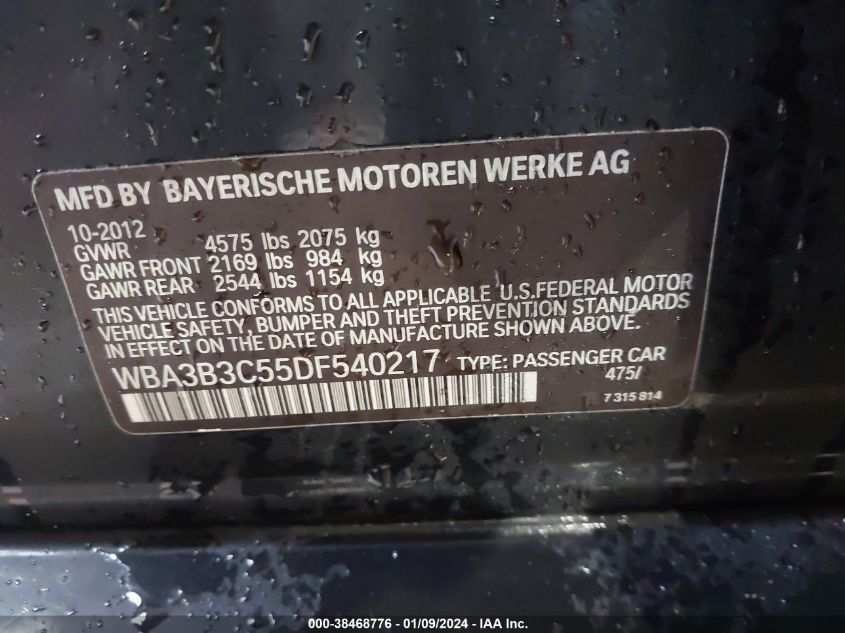 MFD BY BAYERISCHE MOTOREN WERKE AG
10-2012
GVWR 4575 lbs 2075 kg
GAWR FRONT 2169 lbs 984 kg
GAWR REAR 2544 lbs 1154 kg
THIS VEHICLE CONFORMS TO ALL APPLICABLE U.S.FEDERAL MOTOR
VEHICLE SAFETY, BUMPER AND THEFT PREVENTION STANDARDS
IN EFFECT ON THE DATE OF MANUFACTURE SHOWN ABOVE.
WBA3B3C55DF540217 TYPE: PASSENGER CAR
475/
7 315 814
000-38468776 - 01/09/2024 - IAA Inc.